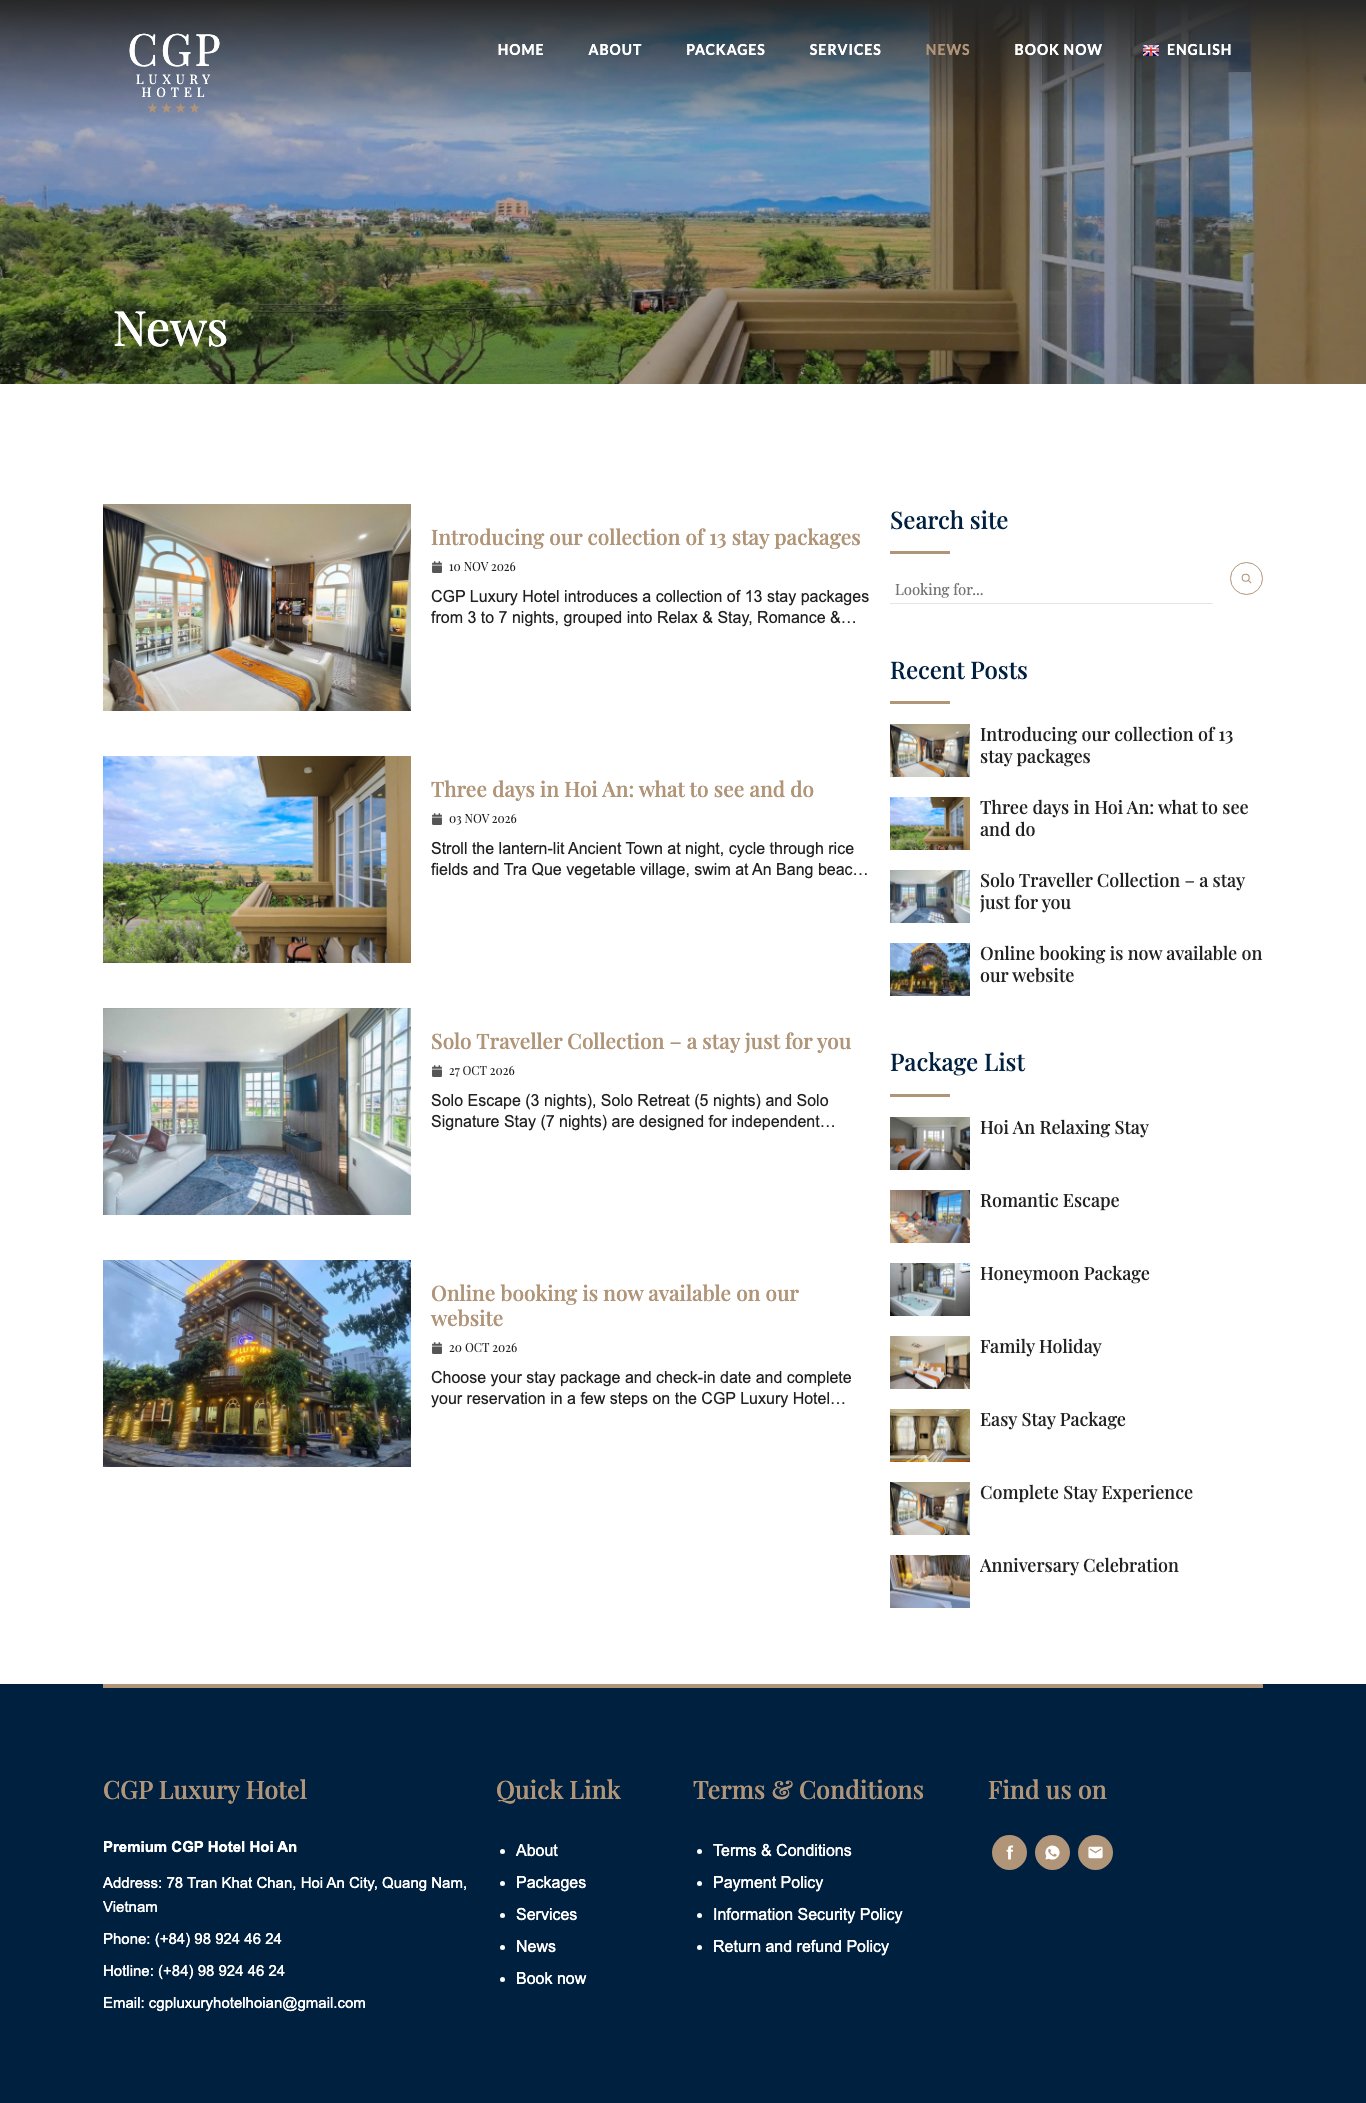 CGP
LUXURY
HOTEL
HOME ABOUT PACKAGES SERVICES NEWS BOOK NOW ENGLISH
News
Introducing our collection of 13 stay packages
10 NOV 2026
CGP Luxury Hotel introduces a collection of 13 stay packages
from 3 to 7 nights, grouped into Relax & Stay, Romance &…
Three days in Hoi An: what to see and do
03 NOV 2026
Stroll the lantern-lit Ancient Town at night, cycle through rice
fields and Tra Que vegetable village, swim at An Bang beac…
Solo Traveller Collection – a stay just for you
27 OCT 2026
Solo Escape (3 nights), Solo Retreat (5 nights) and Solo
Signature Stay (7 nights) are designed for independent…
Online booking is now available on our
website
20 OCT 2026
Choose your stay package and check-in date and complete
your reservation in a few steps on the CGP Luxury Hotel…
Search site
Looking for...
Recent Posts
Introducing our collection of 13
stay packages
Three days in Hoi An: what to see
and do
Solo Traveller Collection – a stay
just for you
Online booking is now available on
our website
Package List
Hoi An Relaxing Stay
Romantic Escape
Honeymoon Package
Family Holiday
Easy Stay Package
Complete Stay Experience
Anniversary Celebration
CGP Luxury Hotel
Premium CGP Hotel Hoi An
Address: 78 Tran Khat Chan, Hoi An City, Quang Nam,
Vietnam
Phone: (+84) 98 924 46 24
Hotline: (+84) 98 924 46 24
Email: cgpluxuryhotelhoian@gmail.com
Quick Link
About
Packages
Services
News
Book now
Terms & Conditions
Terms & Conditions
Payment Policy
Information Security Policy
Return and refund Policy
Find us on